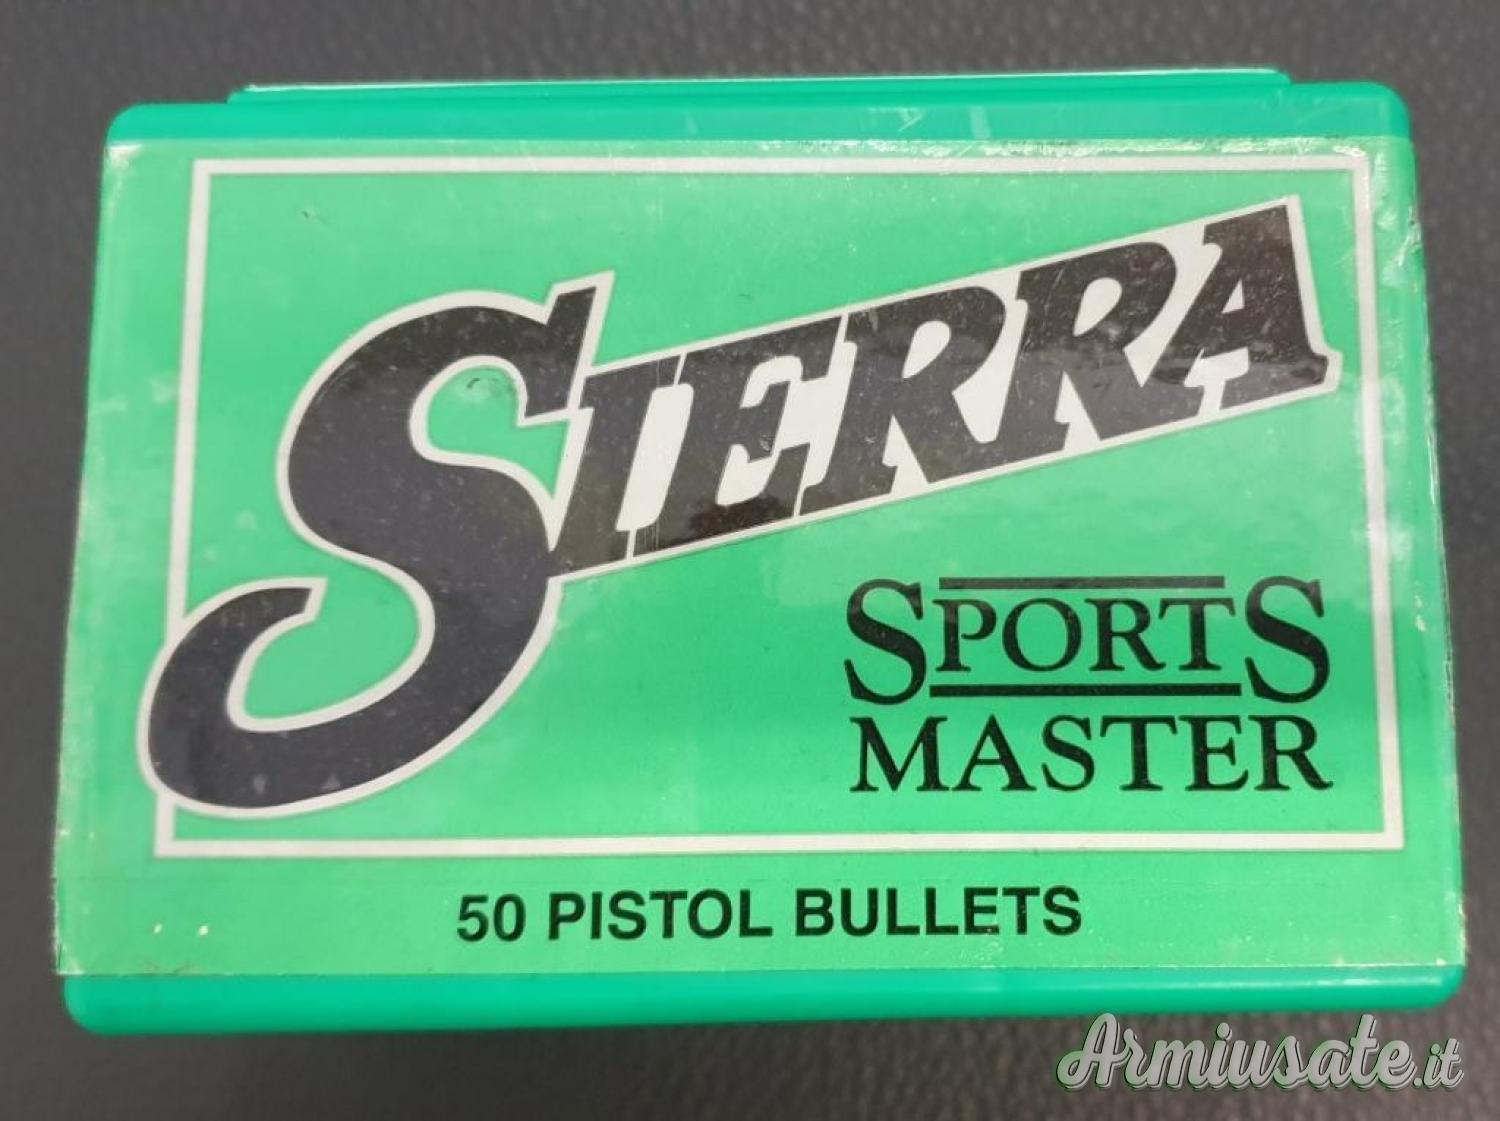 SIERRA
SPORTS
MASTER
50 PISTOL BULLETS
Armiusate.it